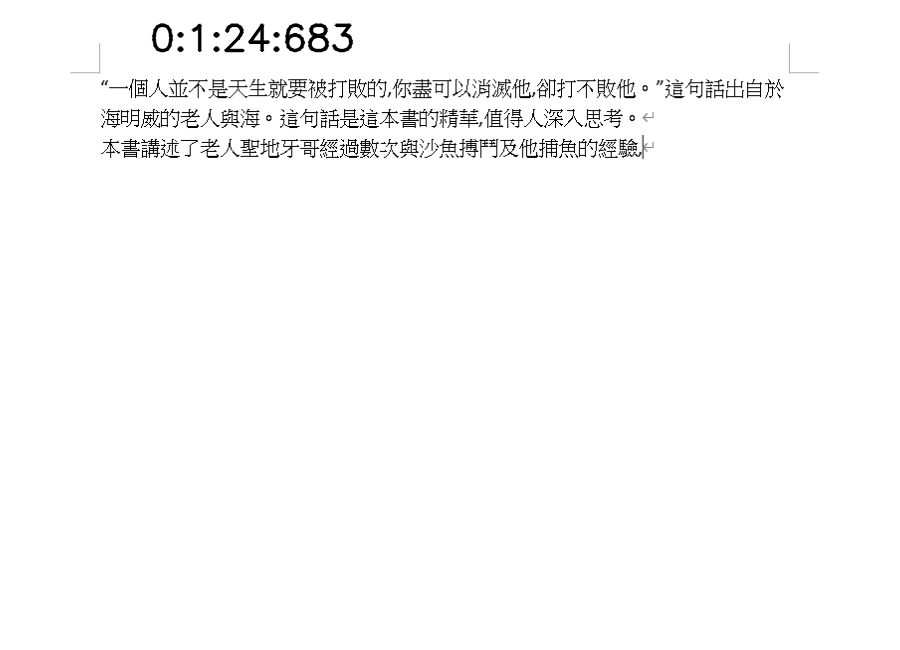 0:1:24:683
“一個人並不是天生就要被打敗的,你盡可以消滅他,卻打不敗他。”這句話出自於
海明威的老人與海。這句話是這本書的精華,值得人深入思考。
本書講述了老人聖地牙哥經過數次與沙魚搏鬥及他捕魚的經驗,